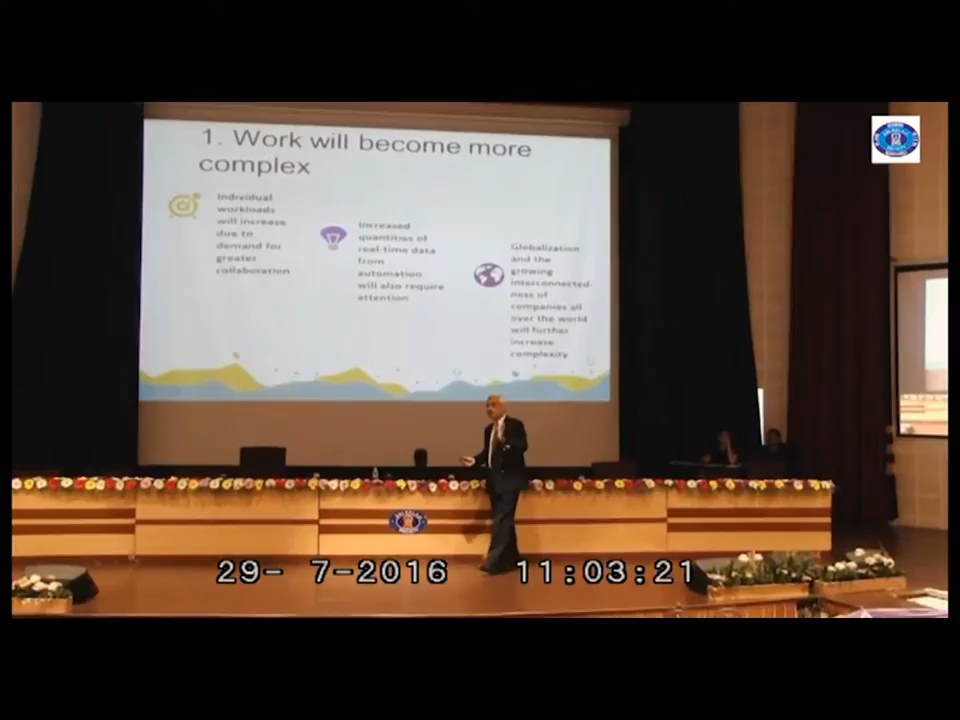 1. Work will become more
complex
Individual
workloads
will increase
due to
demand for
greater
collaboration
Increased
quantities of
real-time data
from
automation
will also require
attention
Globalization
and the
growing
interconnected-
ness of
companies all
over the world
will further
increase
complexity
29- 7-2016 11:03:21